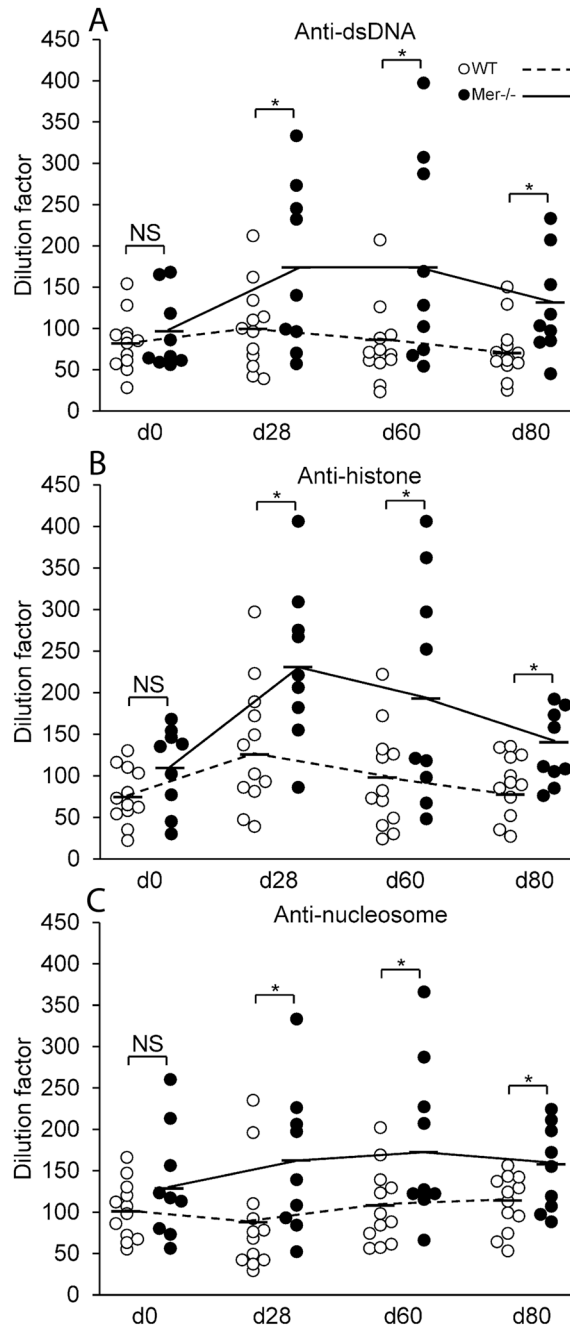 A
Anti-dsDNA
450
400
350
300
250
200
150
100
50
0
Dilution factor
WT
Mer-/-
NS
*
*
*
d0 d28 d60 d80
B
Anti-histone
450
400
350
300
250
200
150
100
50
0
Dilution factor
NS
*
*
*
d0 d28 d60 d80
C
Anti-nucleosome
450
400
350
300
250
200
150
100
50
0
Dilution factor
NS
*
*
*
d0 d28 d60 d80